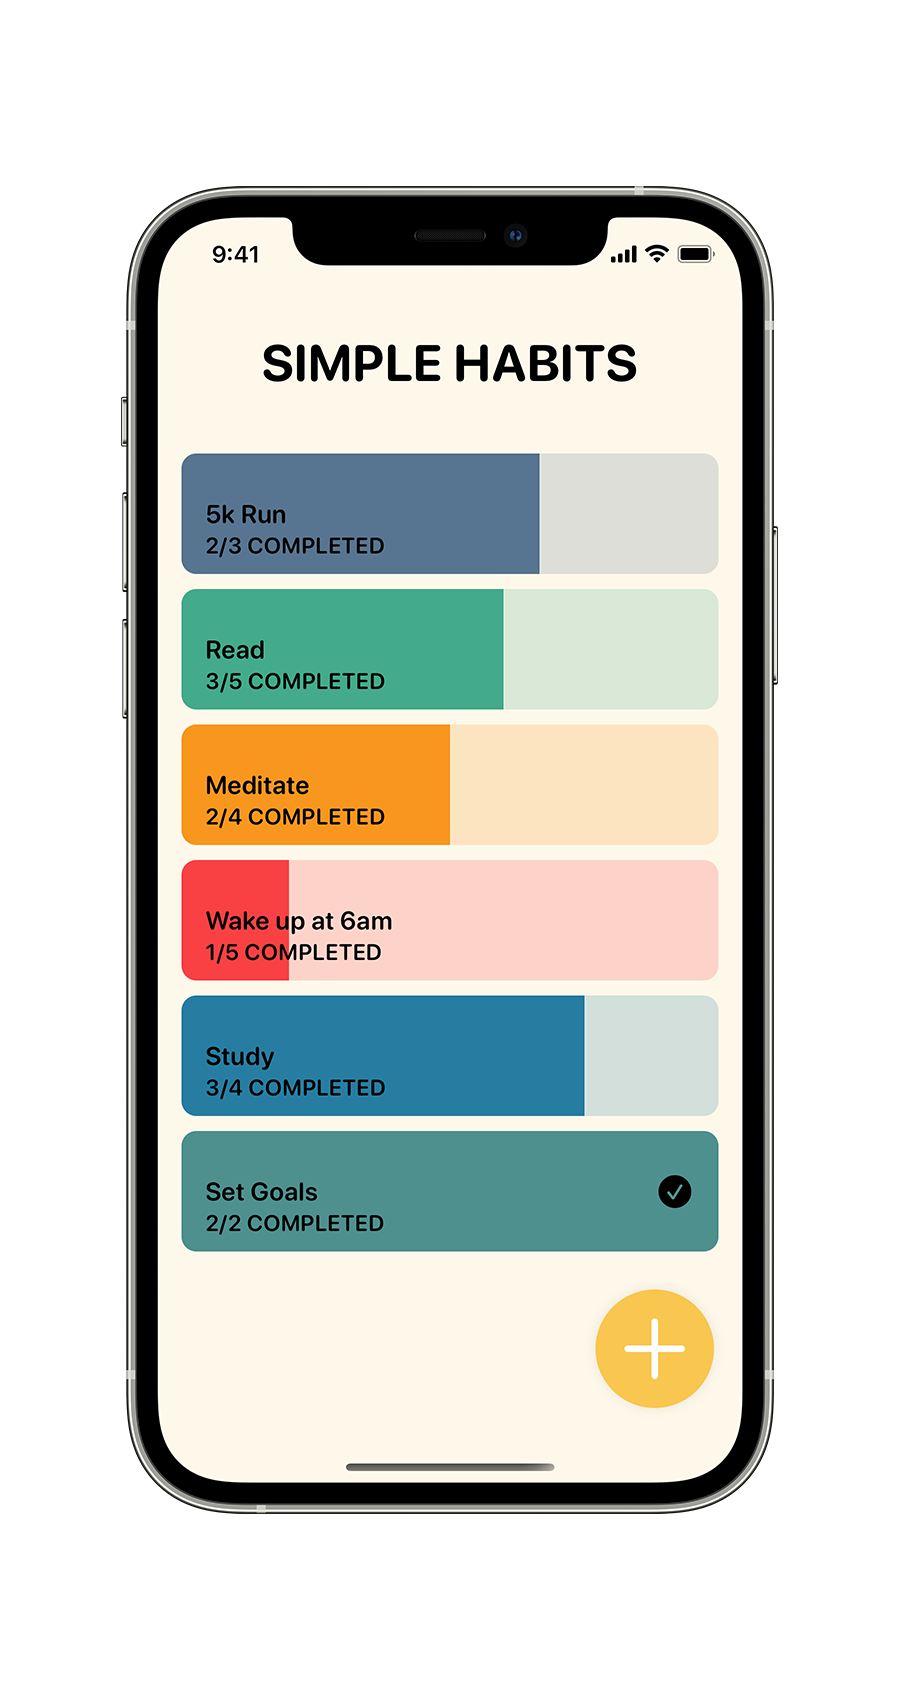 9:41
SIMPLE HABITS
5k Run
2/3 COMPLETED
Read
3/5 COMPLETED
Meditate
2/4 COMPLETED
Wake up at 6am
1/5 COMPLETED
Study
3/4 COMPLETED
Set Goals
2/2 COMPLETED